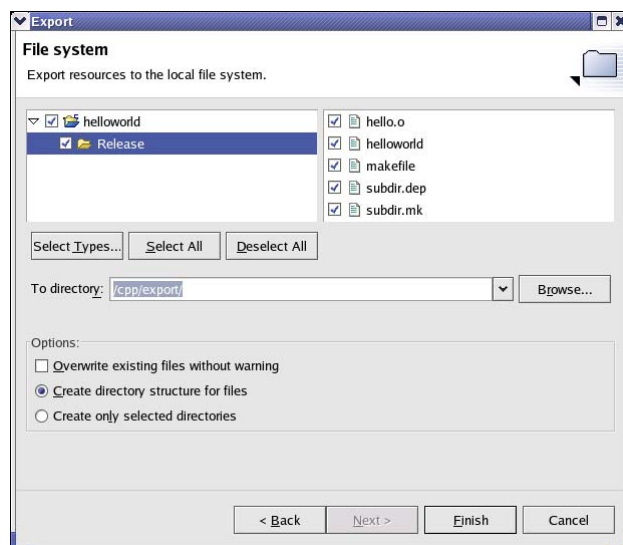 Export
File system
Export resources to the local file system.
helloworld
Release
hello.o
helloworld
makefile
subdir.dep
subdir.mk
Select Types... Select All Deselect All
To directory: /cpp/export/ Browse...
Options:
Overwrite existing files without warning
Create directory structure for files
Create only selected directories
< Back Next > Finish Cancel